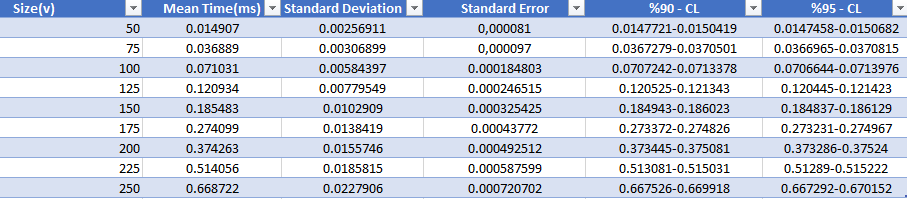 Size(v) Mean Time(ms) Standard Deviation Standard Error %90 - CL %95 - CL
50 0.014907 0.00256911 0,000081 0.0147721-0.0150419 0.0147458-0.0150682
75 0.036889 0.00306899 0,000097 0.0367279-0.0370501 0.0366965-0.0370815
100 0.071031 0.00584397 0.000184803 0.0707242-0.0713378 0.0706644-0.0713976
125 0.120934 0.00779549 0.000246515 0.120525-0.121343 0.120445-0.121423
150 0.185483 0.0102909 0.000325425 0.184943-0.186023 0.184837-0.186129
175 0.274099 0.0138419 0.00043772 0.273372-0.274826 0.273231-0.274967
200 0.374263 0.0155746 0.000492512 0.373445-0.375081 0.373286-0.37524
225 0.514056 0.0185815 0.000587599 0.513081-0.515031 0.51289-0.515222
250 0.668722 0.0227906 0.000720702 0.667526-0.669918 0.667292-0.670152